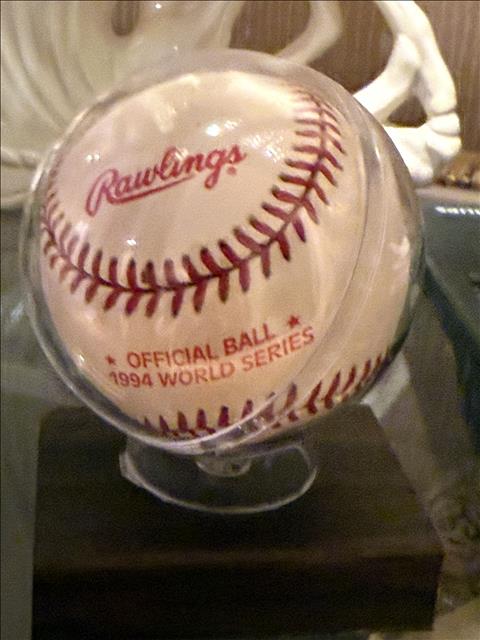 Rawlings
★ OFFICIAL BALL ★
1994 WORLD SERIES